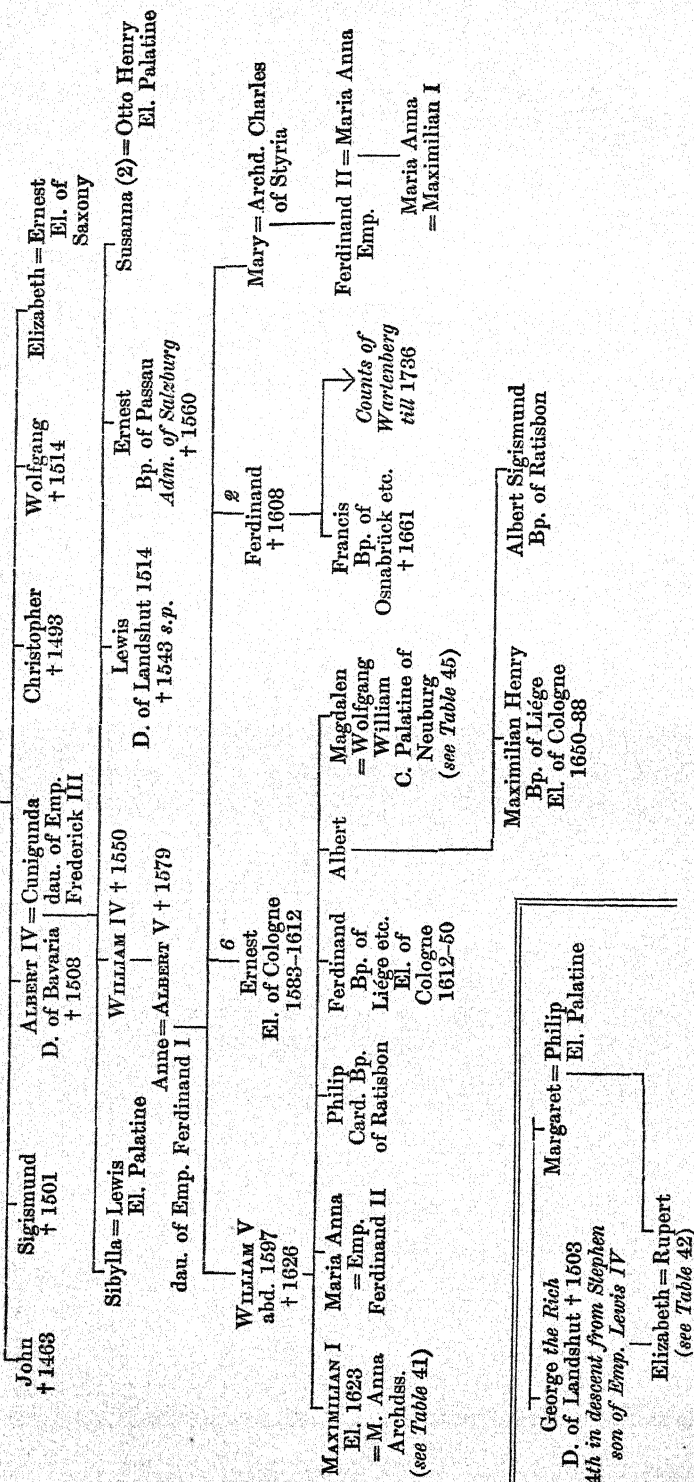 John
† 1463
Sigismund
† 1501
ALBERT IV = Cunigunda
D. of Bavaria dau. of Emp.
† 1508 Frederick III
Christopher
† 1493
Wolfgang
† 1514
Elizabeth = Ernest
El. of
Saxony
Sibylla = Lewis
El. Palatine
WILLIAM IV † 1550
Lewis
D. of Landshut 1514
† 1543 s.p.
Ernest
Bp. of Passau
Adm. of Salzburg
† 1560
Susanna (2) = Otto Henry
El. Palatine
Anne = ALBERT V † 1579
dau. of Emp. Ferdinand I
WILLIAM V
abd. 1597
† 1626
6
Ernest
El. of Cologne
1583–1612
2
Ferdinand
† 1608
Mary = Archd. Charles
of Styria
MAXIMILIAN I
El. 1623
= M. Anna
Archdss.
(see Table 41)
Maria Anna
= Emp.
Ferdinand II
Philip
Card. Bp.
of Ratisbon
Ferdinand
Bp. of
Liége etc.
El. of
Cologne
1612–50
Albert
Magdalen
= Wolfgang
William
C. Palatine of
Neuburg
(see Table 45)
Francis
Bp. of
Osnabrück etc.
† 1661
Counts of
Wartenberg
till 1736
Ferdinand II = Maria Anna
Emp.
Maria Anna
= Maximilian I
Maximilian Henry
Bp. of Liége
El. of Cologne
1650–88
Albert Sigismund
Bp. of Ratisbon
George the Rich
D. of Landshut † 1503
4th in descent from Stephen
son of Emp. Lewis IV
Margaret = Philip
El. Palatine
Elizabeth = Rupert
(see Table 42)